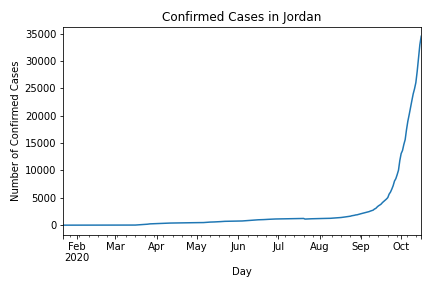 Confirmed Cases in Jordan
Number of Confirmed Cases
35000
30000
25000
20000
15000
10000
5000
0
Feb Mar Apr May Jun Jul Aug Sep Oct
2020
Day